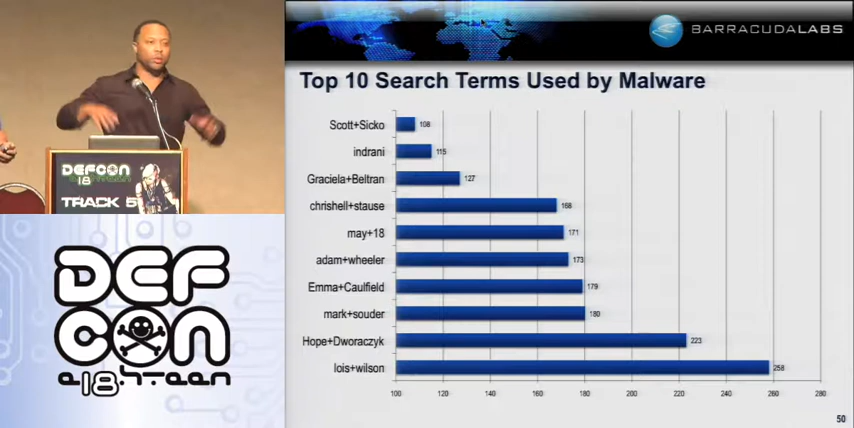 BARRACUDALABS
Top 10 Search Terms Used by Malware
Scott+Sicko 108
indrani 115
Graciela+Beltran 127
chrishell+stause 168
may+18 171
adam+wheeler 173
Emma+Caulfield 179
mark+souder 180
Hope+Dworaczyk 223
lois+wilson 258
100 120 140 160 180 200 220 240 260 280
50
DEFCON
18
TRACK 5
DEF
CON
e18hteen